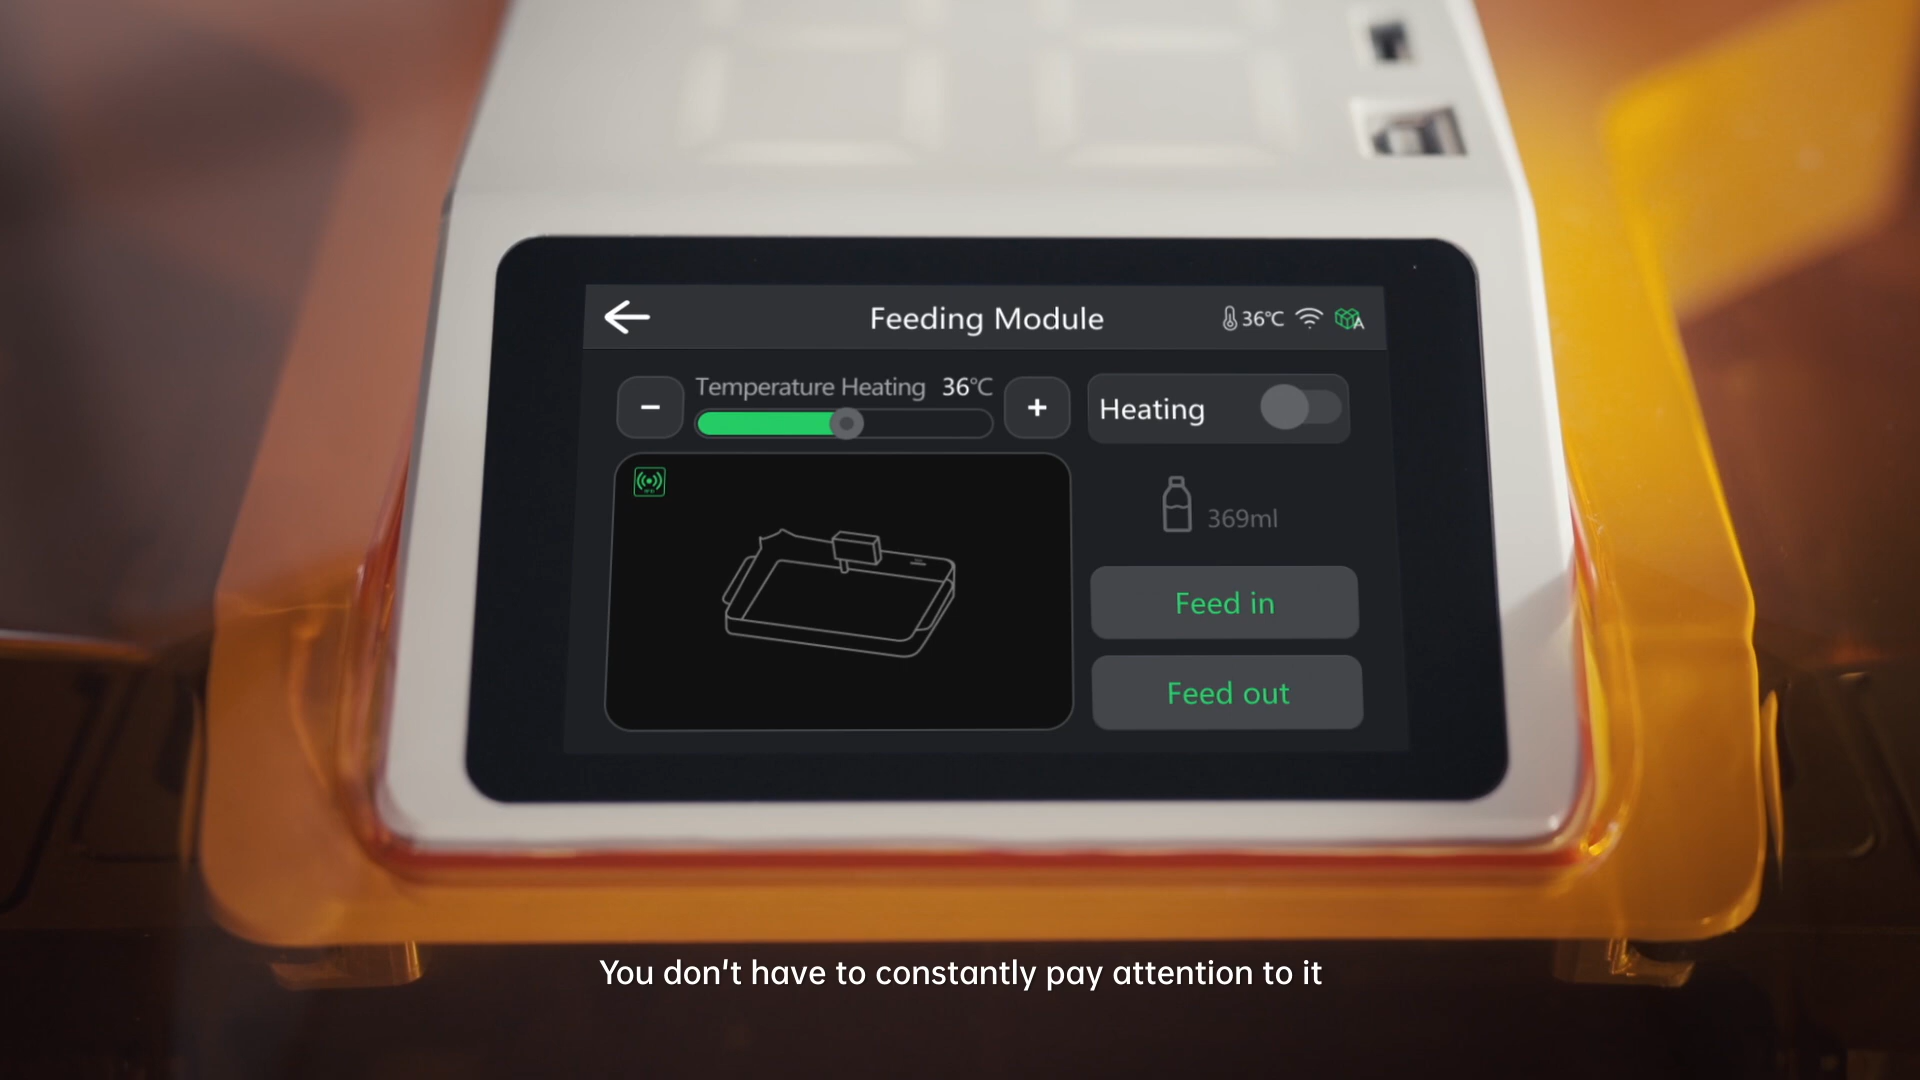 Feeding Module
36℃
Temperature Heating 36℃
Heating
369ml
Feed in
Feed out
You don't have to constantly pay attention to it